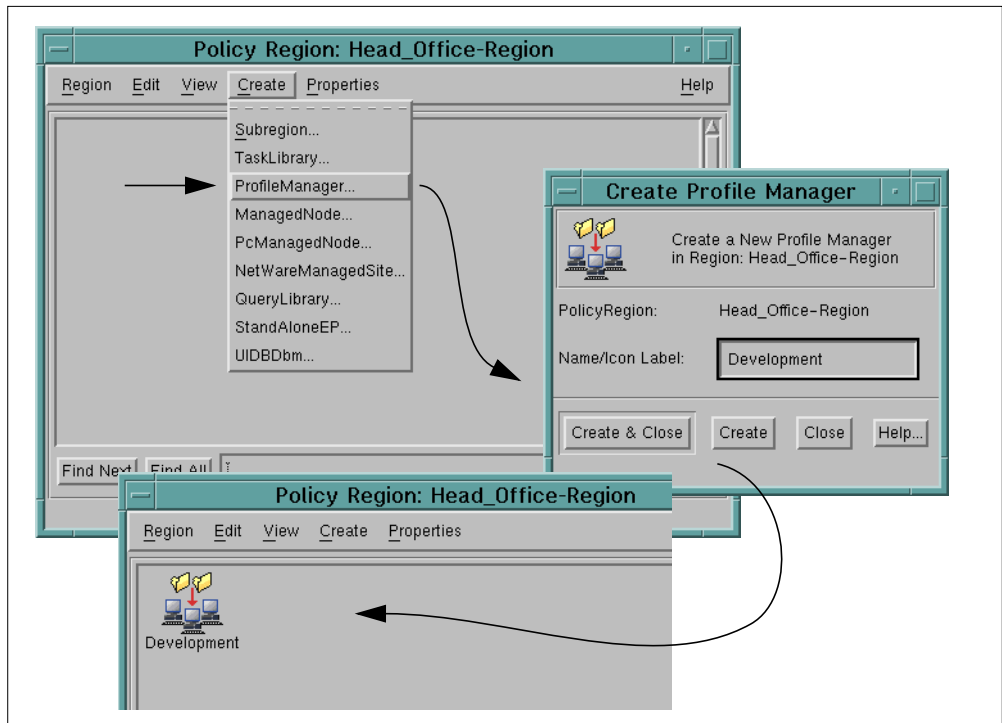 Policy Region: Head_Office-Region
Region Edit View Create Properties Help
Subregion...
TaskLibrary...
ProfileManager...
ManagedNode...
PcManagedNode...
NetWareManagedSite...
QueryLibrary...
StandAloneEP...
UIDBDbm...
Find Next Find All
Create Profile Manager
Create a New Profile Manager
in Region: Head_Office-Region
PolicyRegion: Head_Office-Region
Name/Icon Label: Development
Create & Close Create Close Help...
Policy Region: Head_Office-Region
Region Edit View Create Properties
Development